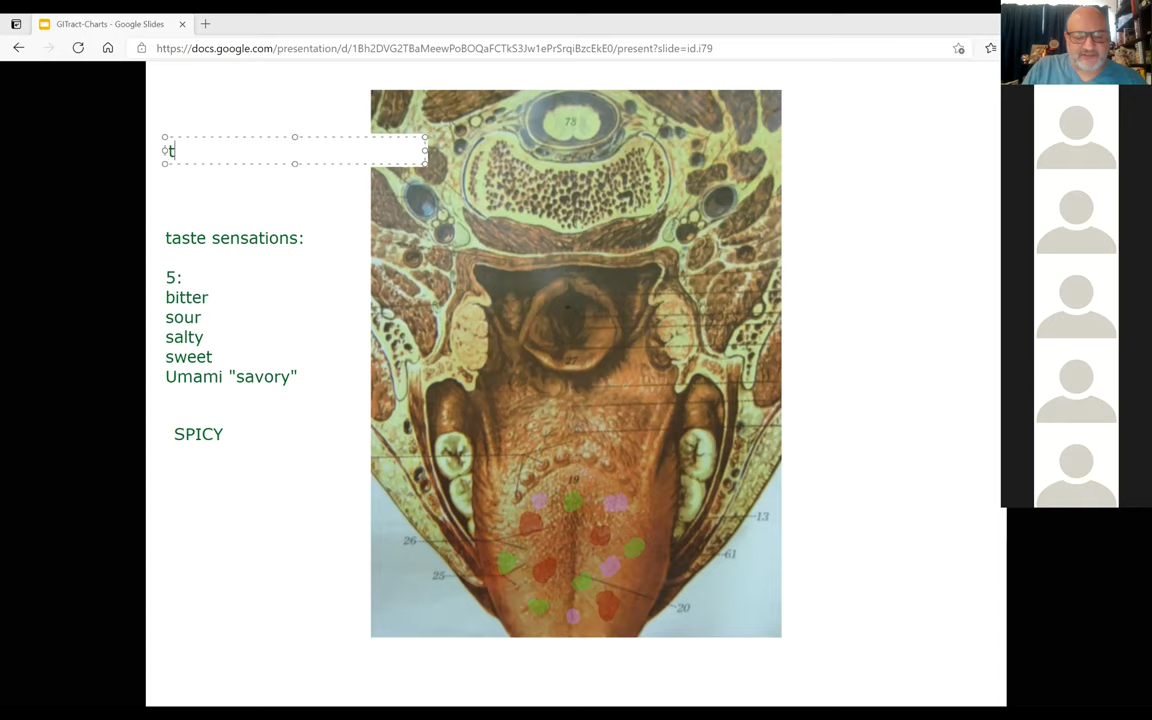 GITract-Charts - Google Slides
https://docs.google.com/presentation/d/1Bh2DVG2TBaMeewPoBOQaFCTkS3Jw1ePrSrqiBzcEkE0/present?slide=id.i79
t
taste sensations:
5:
bitter
sour
salty
sweet
Umami "savory"
SPICY
78
27
19
13
26
61
25
20